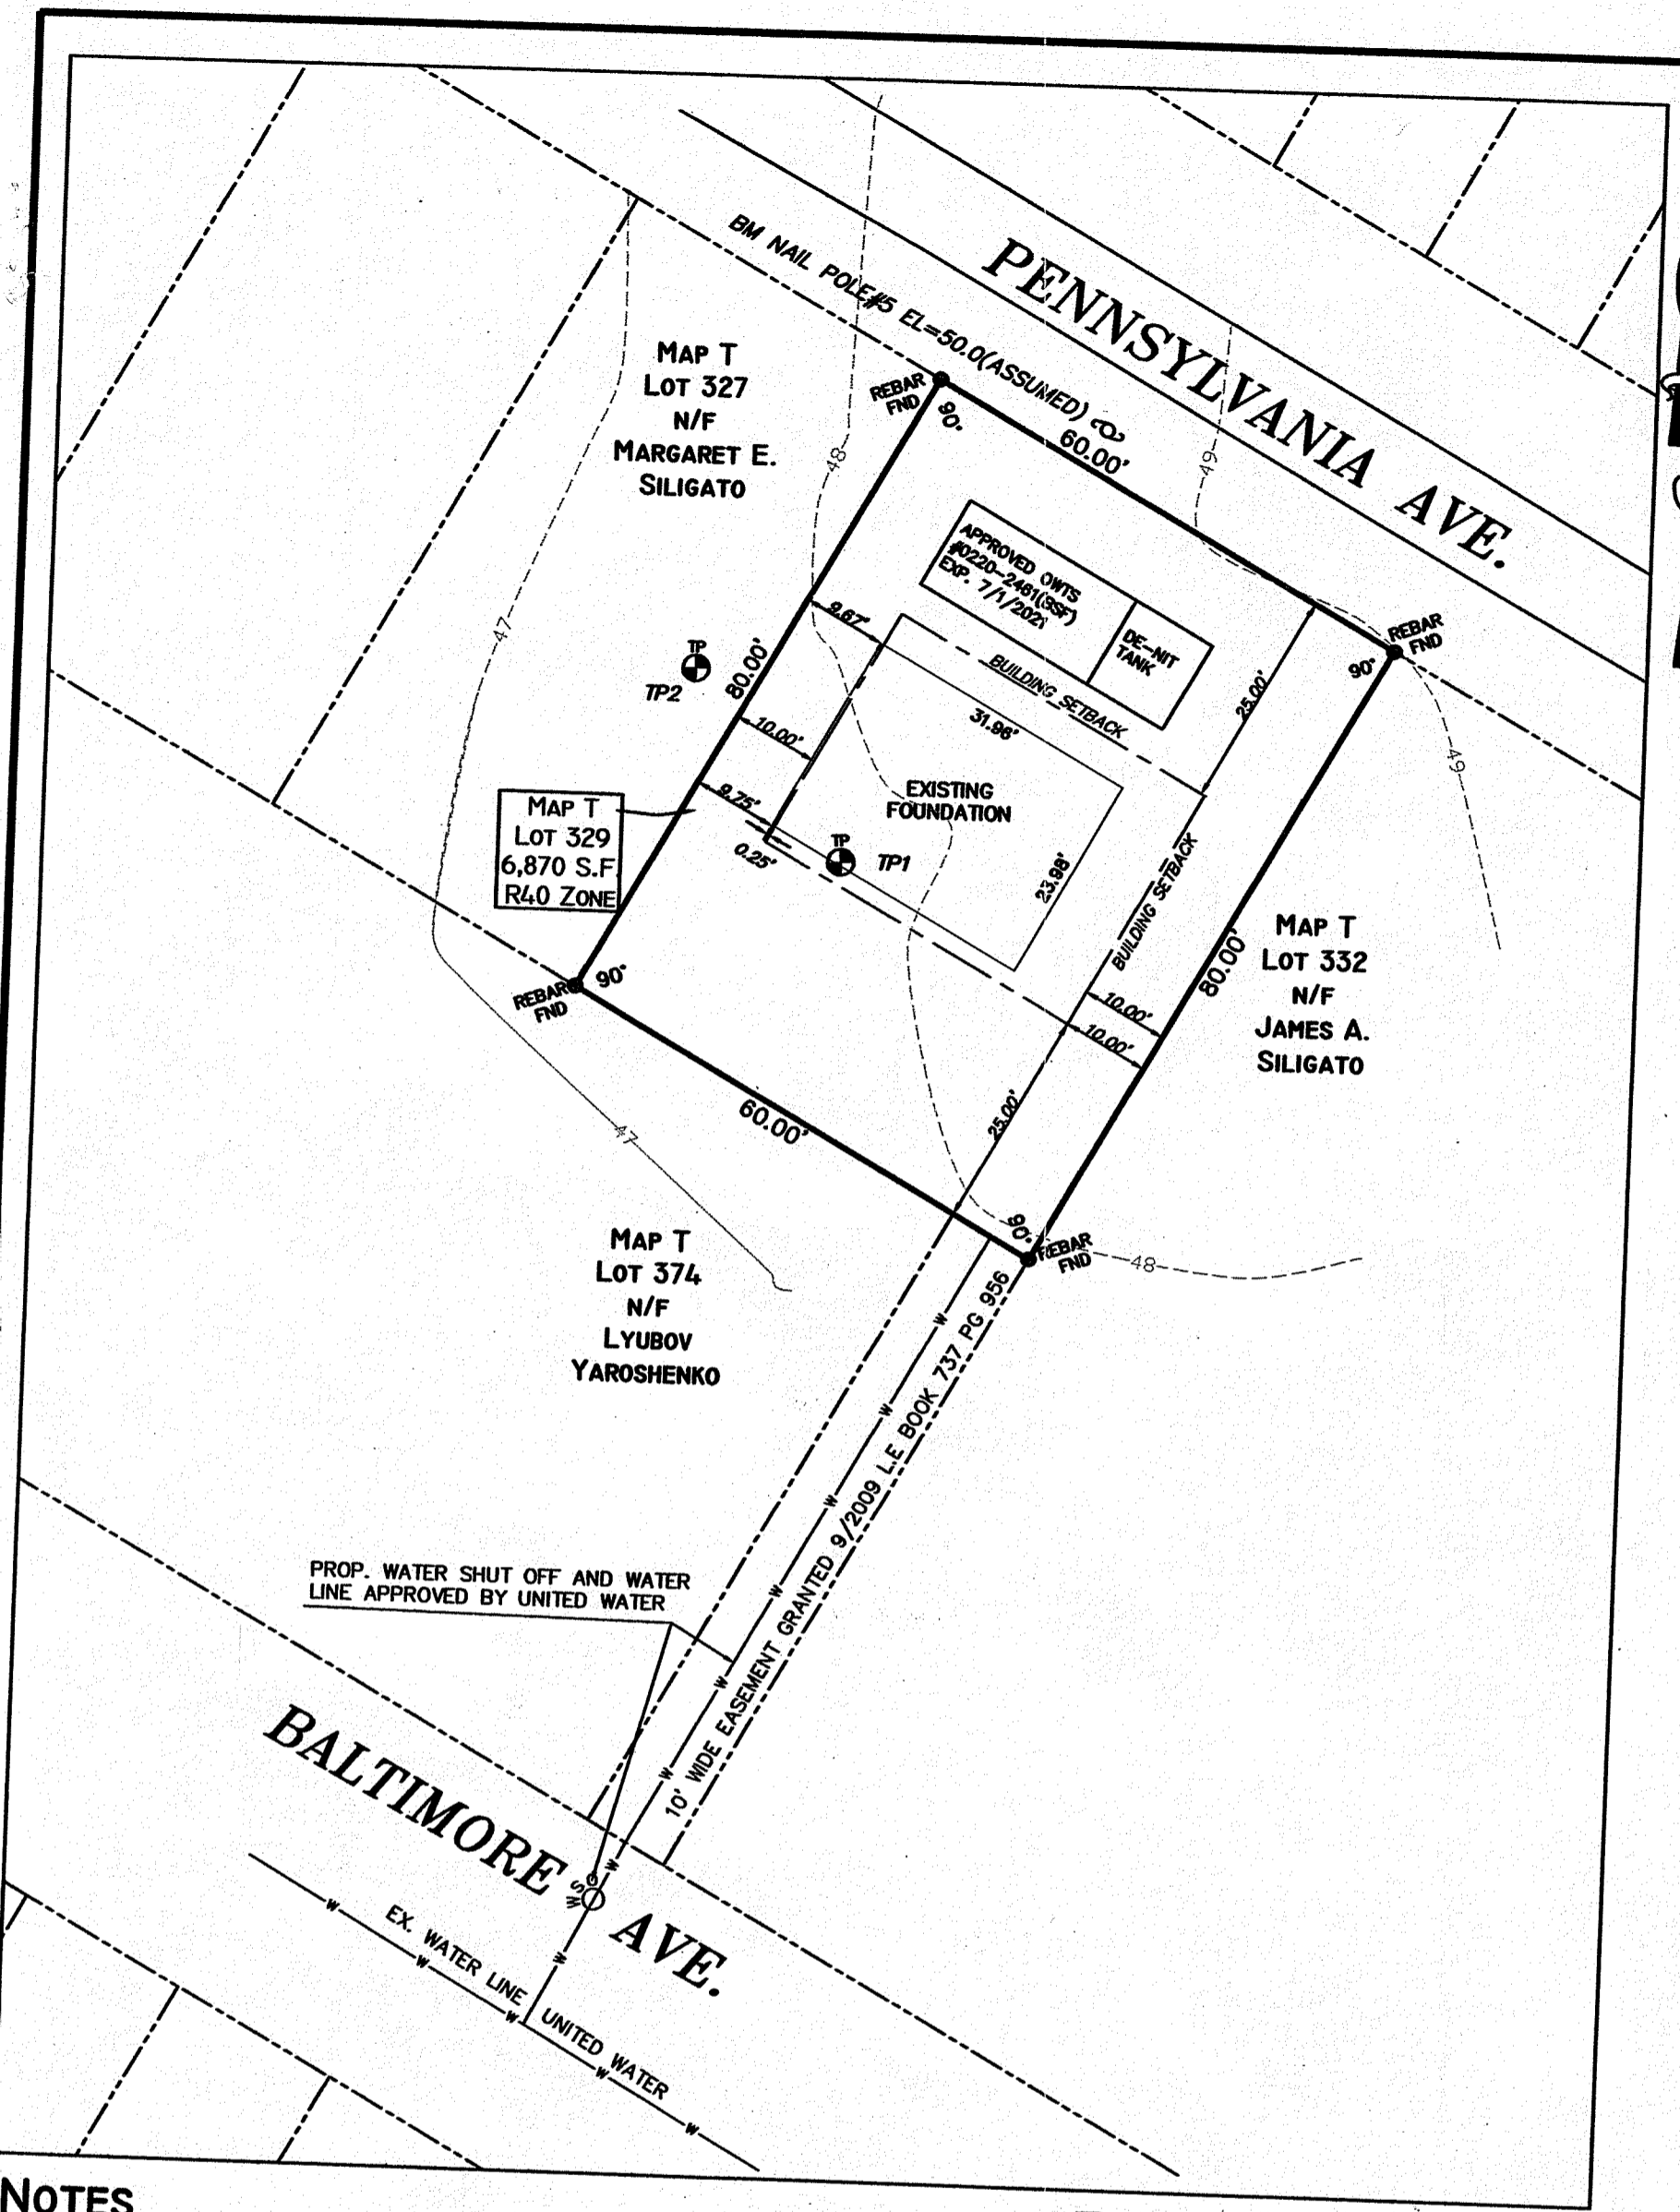 PENNSYLVANIA AVE.
BM NAIL POLE#5 EL=50.0(ASSUMED)
MAP T
LOT 327
N/F
MARGARET E.
SILIGATO
REBAR
FND
90°
60.00'
48
49
47
APPROVED OWTS
#0220-2461(SSF)
EXP. 7/1/2021
DE-NIT
TANK
REBAR
FND
90°
9.67'
TP
TP2
80.00'
BUILDING SETBACK
25.00'
31.96'
10.00'
49
EXISTING
FOUNDATION
9.75'
0.25'
TP
TP1
23.98'
BUILDING SETBACK
MAP T
LOT 329
6,870 S.F.
R40 ZONE
MAP T
LOT 332
N/F
JAMES A.
SILIGATO
80.00'
REBAR
FND
90°
10.00'
10.00'
25.00'
60.00'
47
90°
REBAR
FND
48
MAP T
LOT 374
N/F
LYUBOV
YAROSHENKO
10' WIDE EASEMENT GRANTED 9/2009 L.E BOOK 737 PG 956
W
W
W
W
W
W
W
PROP. WATER SHUT OFF AND WATER
LINE APPROVED BY UNITED WATER
BALTIMORE AVE.
WSO
W
W
W
W
W
W
EX. WATER LINE UNITED WATER
NOTES